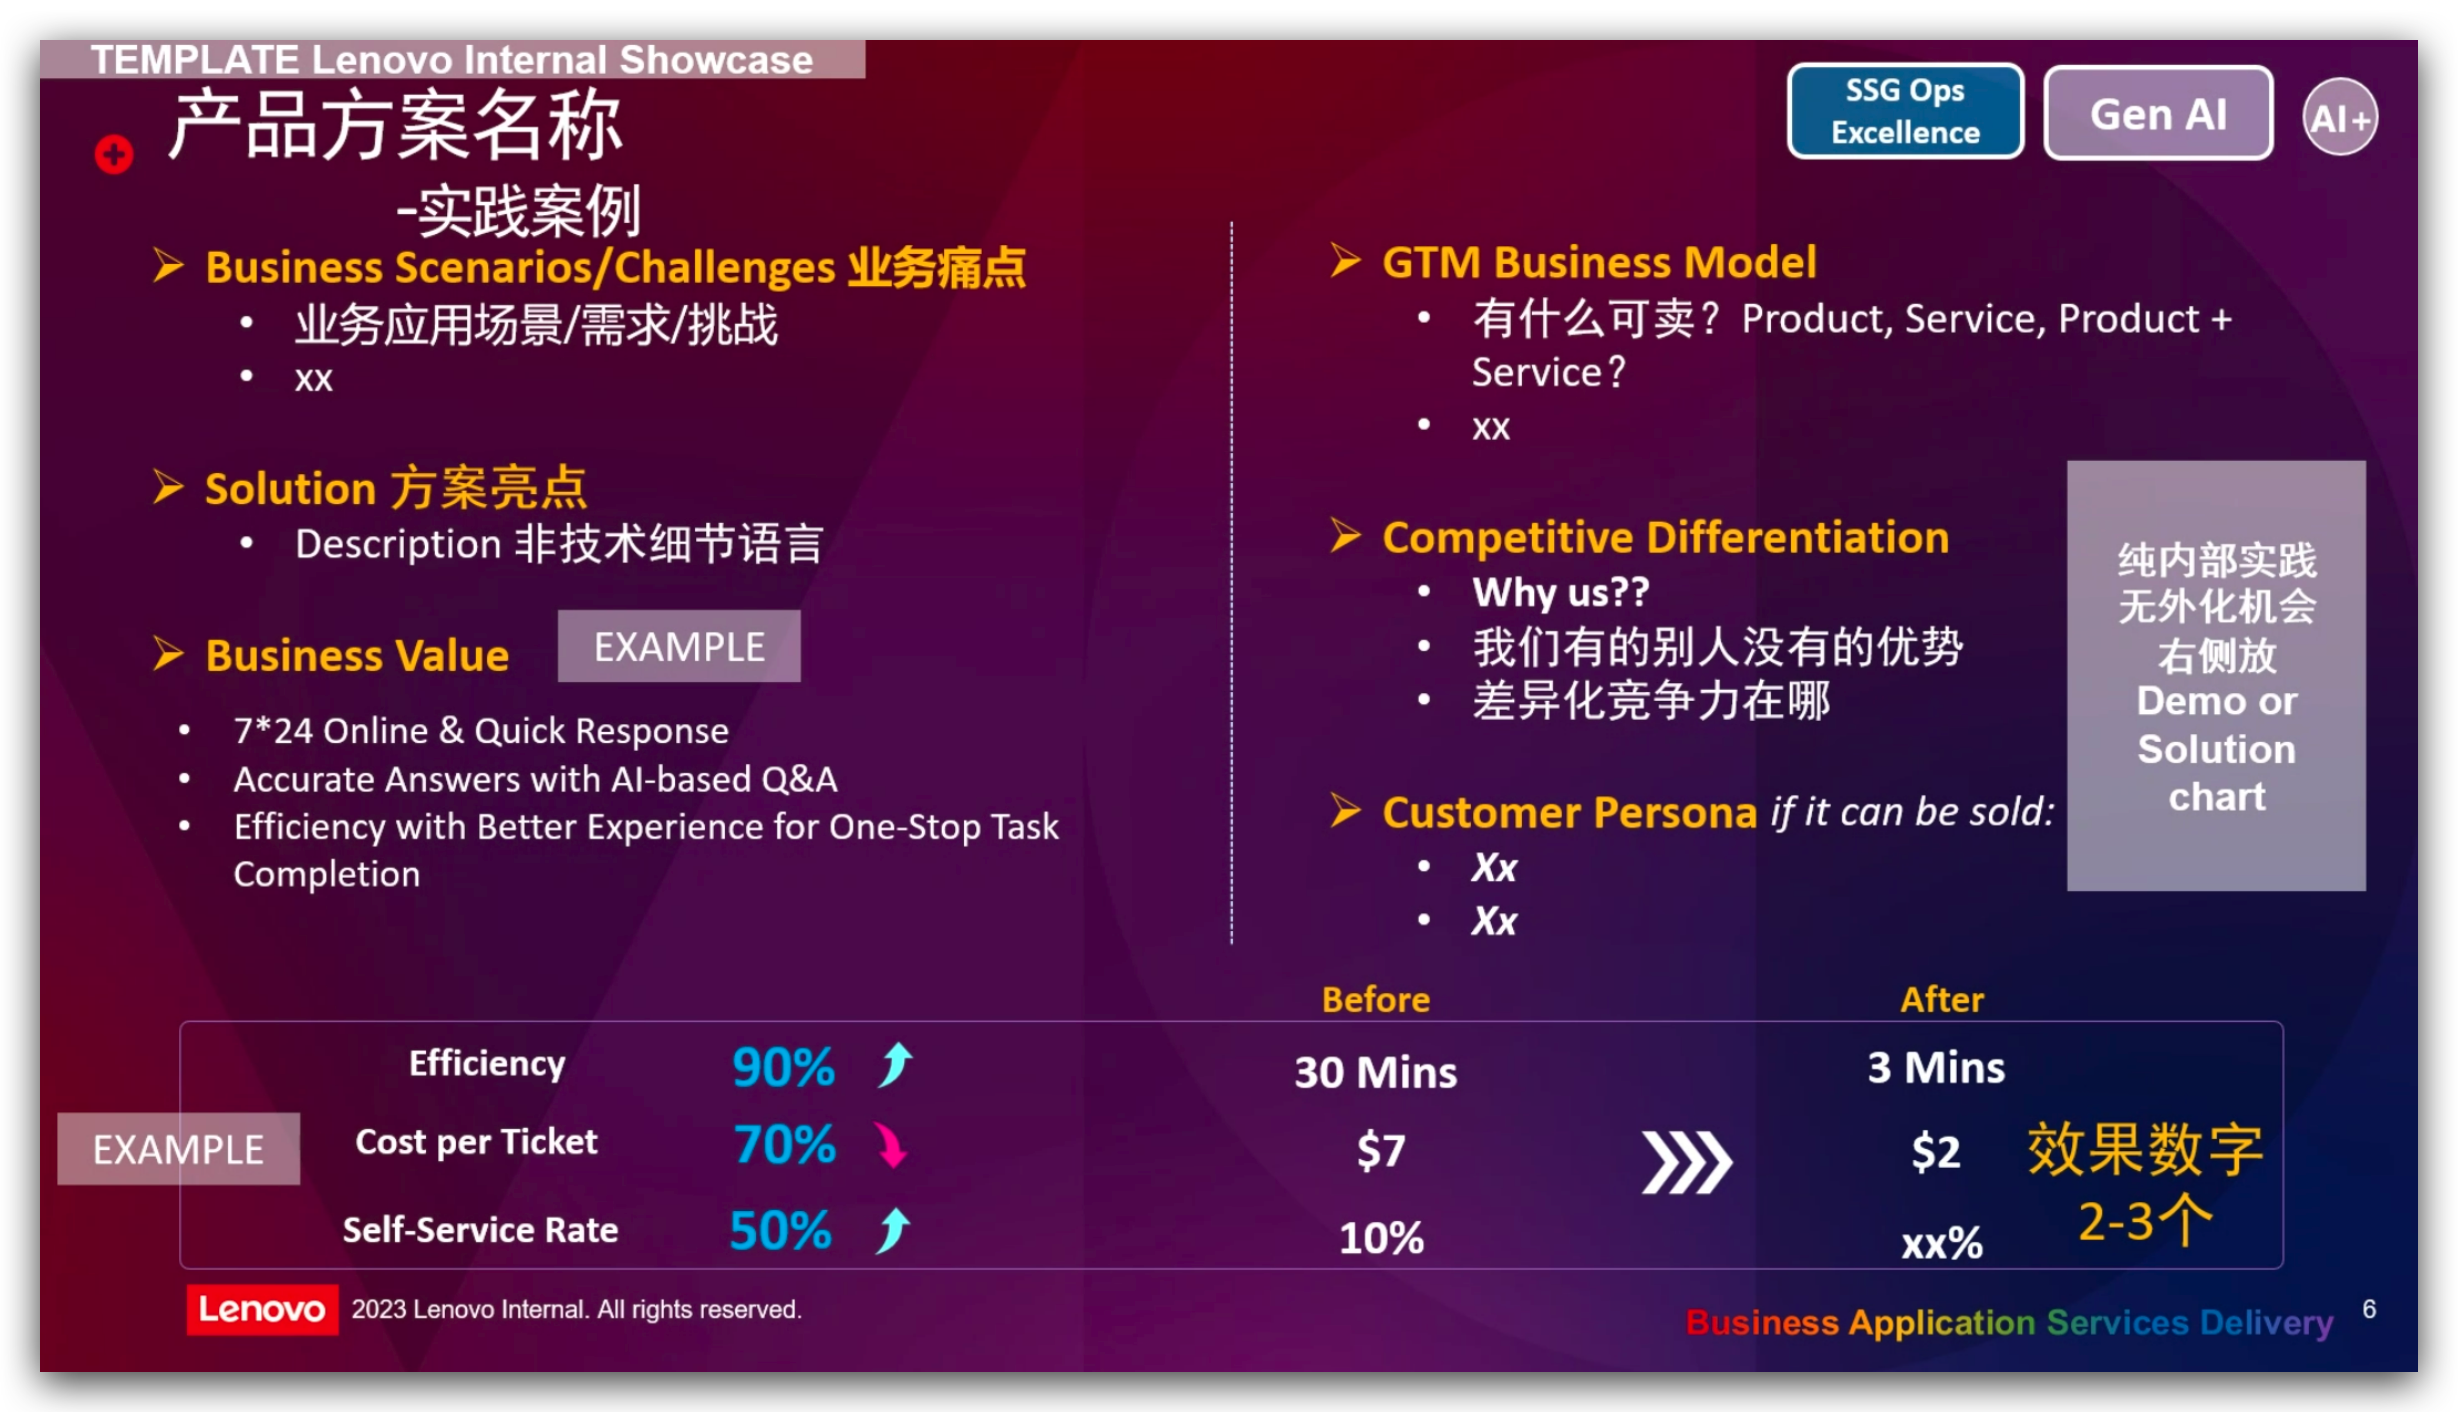 TEMPLATE Lenovo Internal Showcase
产品方案名称
-实践案例
SSG Ops
Excellence
Gen AI
AI+
Business Scenarios/Challenges 业务痛点
• 业务应用场景/需求/挑战
• xx
Solution 方案亮点
• Description 非技术细节语言
Business Value
EXAMPLE
• 7*24 Online & Quick Response
• Accurate Answers with AI-based Q&A
• Efficiency with Better Experience for One-Stop Task
Completion
GTM Business Model
• 有什么可卖？Product, Service, Product +
Service？
• xx
Competitive Differentiation
• Why us??
• 我们有的别人没有的优势
• 差异化竞争力在哪
Customer Persona if it can be sold:
• Xx
• Xx
纯内部实践
无外化机会
右侧放
Demo or
Solution
chart
Before
After
Efficiency 90% 30 Mins 3 Mins
EXAMPLE
Cost per Ticket 70% $7 $2
Self-Service Rate 50% 10% xx%
效果数字
2-3个
Lenovo 2023 Lenovo Internal. All rights reserved.
Business Application Services Delivery
6